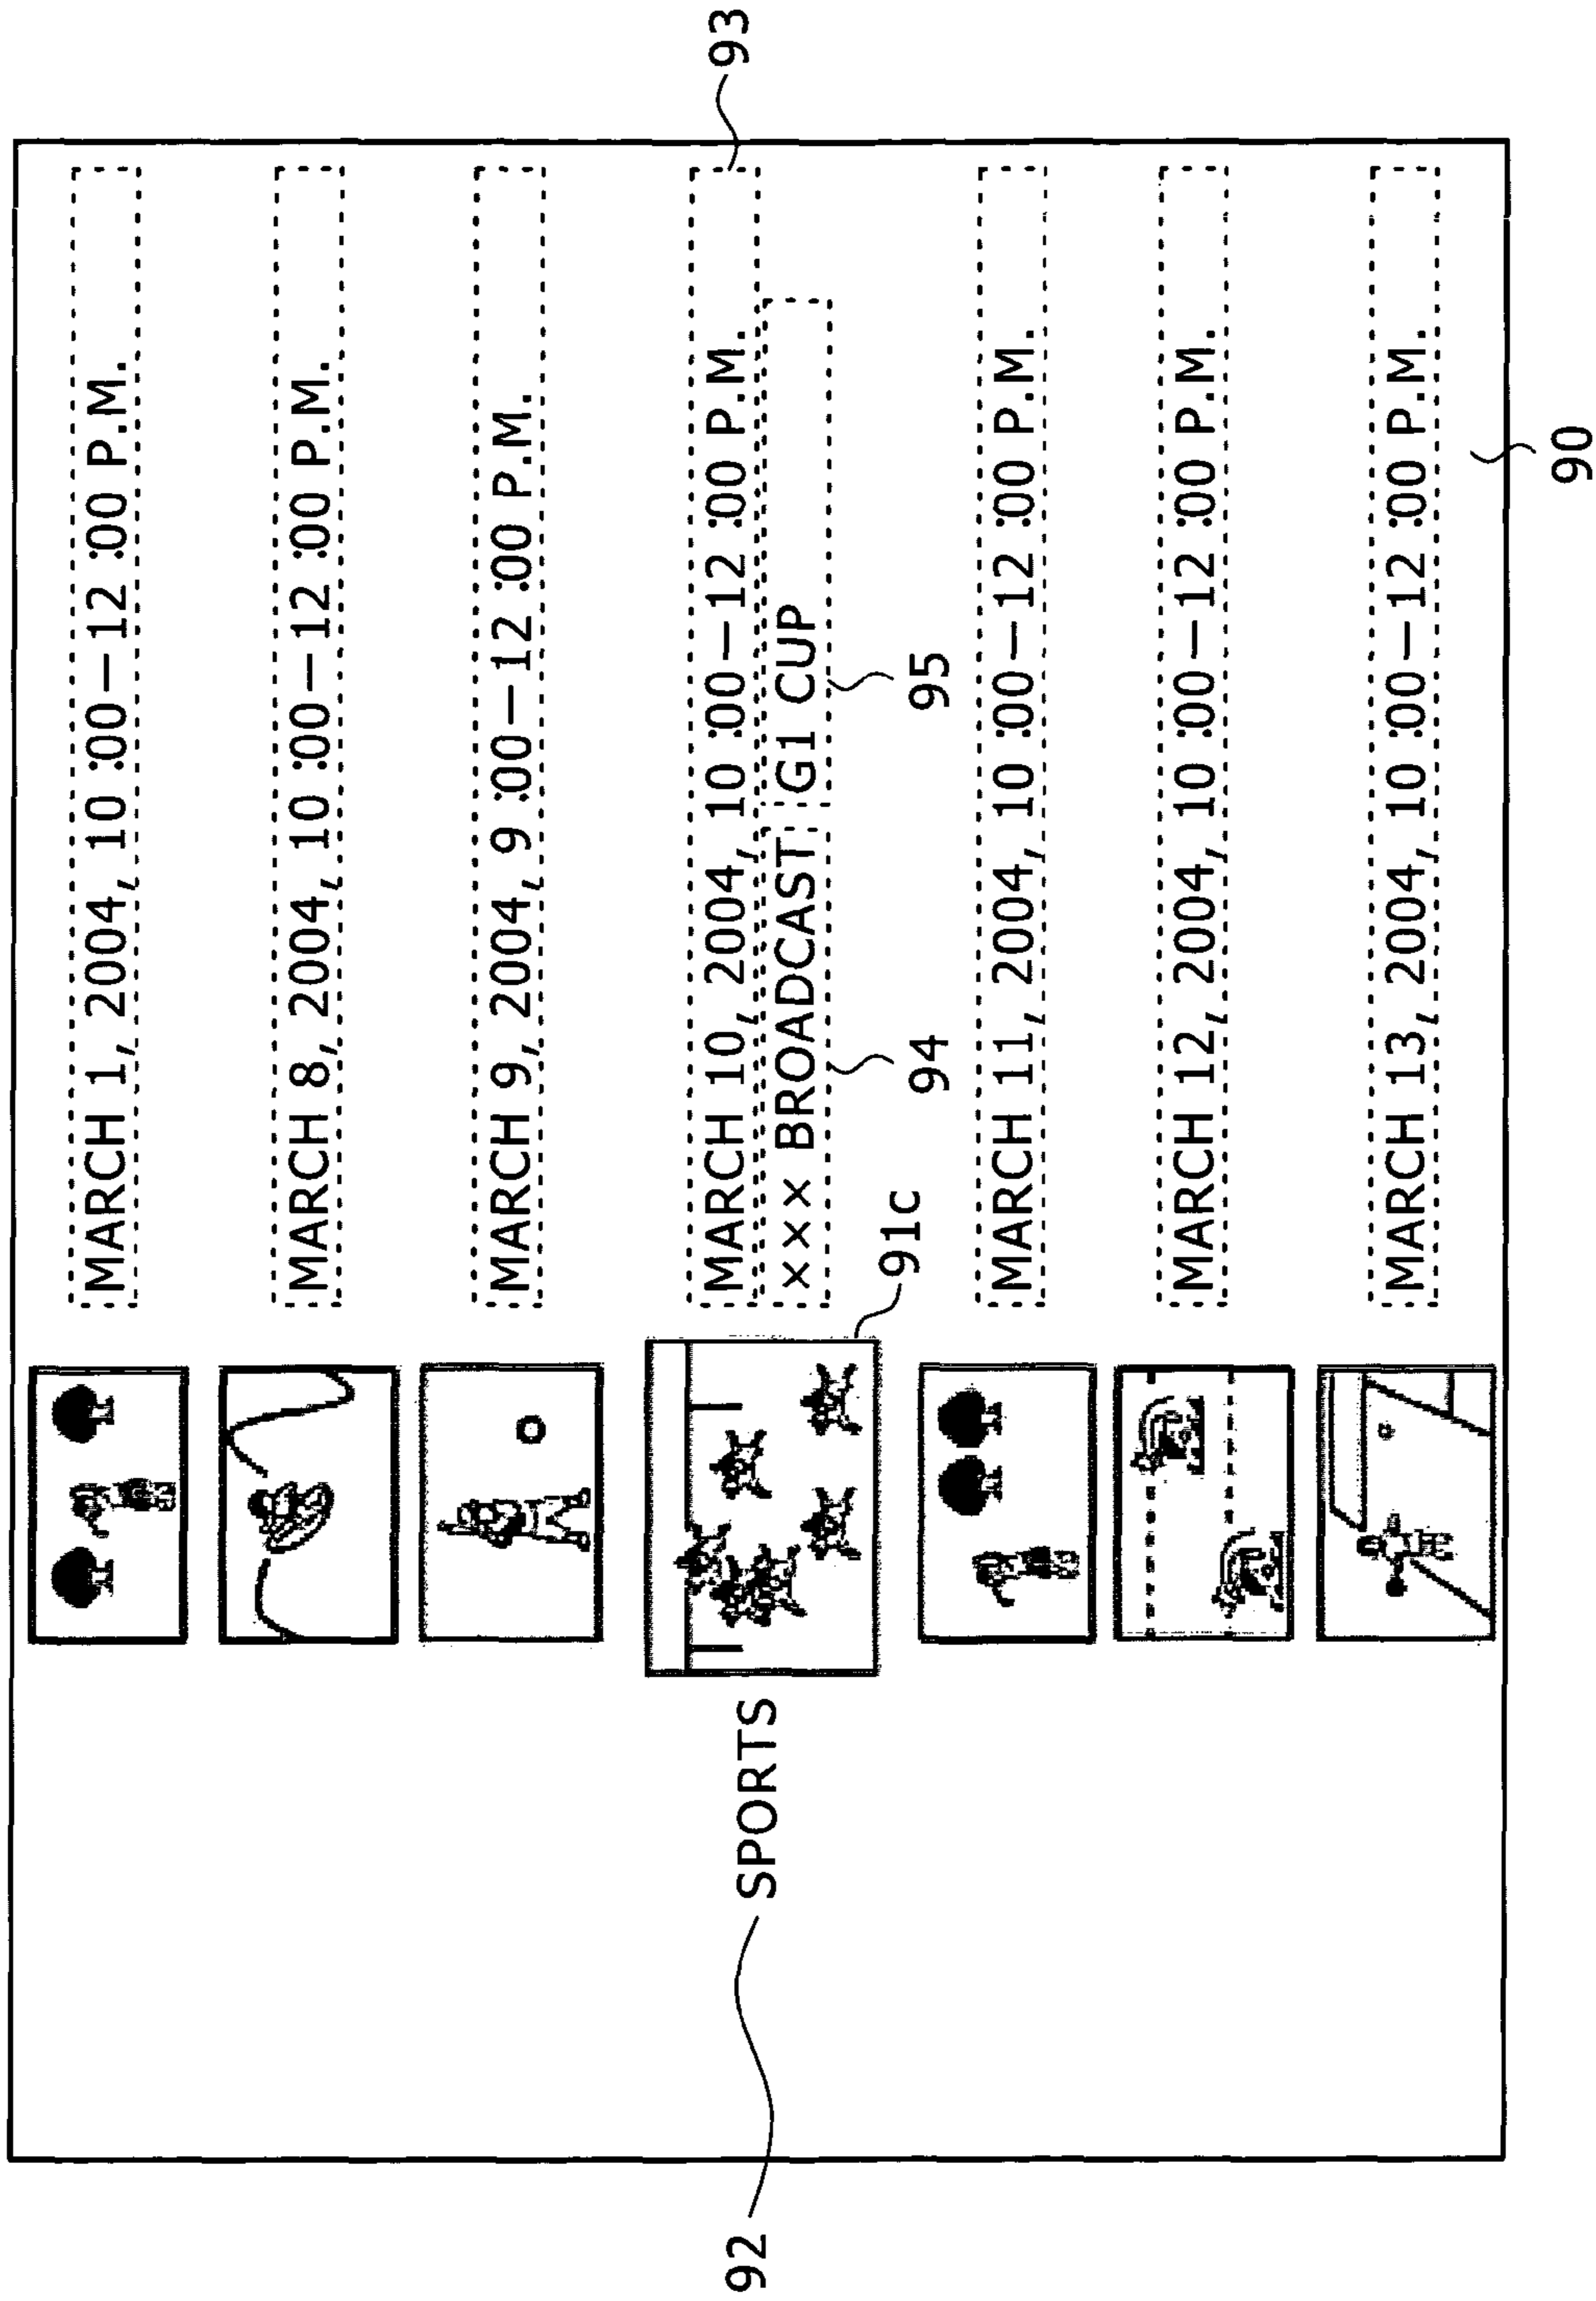 MARCH 1, 2004, 10 :00−12 :00 P.M.
MARCH 8, 2004, 10 :00−12 :00 P.M.
MARCH 9, 2004, 9 :00−12 :00 P.M.
92
SPORTS
MARCH 10, 2004, 10 :00−12 :00 P.M.
93
××× BROADCAST
G1 CUP
91c
94
95
MARCH 11, 2004, 10 :00−12 :00 P.M.
MARCH 12, 2004, 10 :00−12 :00 P.M.
MARCH 13, 2004, 10 :00−12 :00 P.M.
90